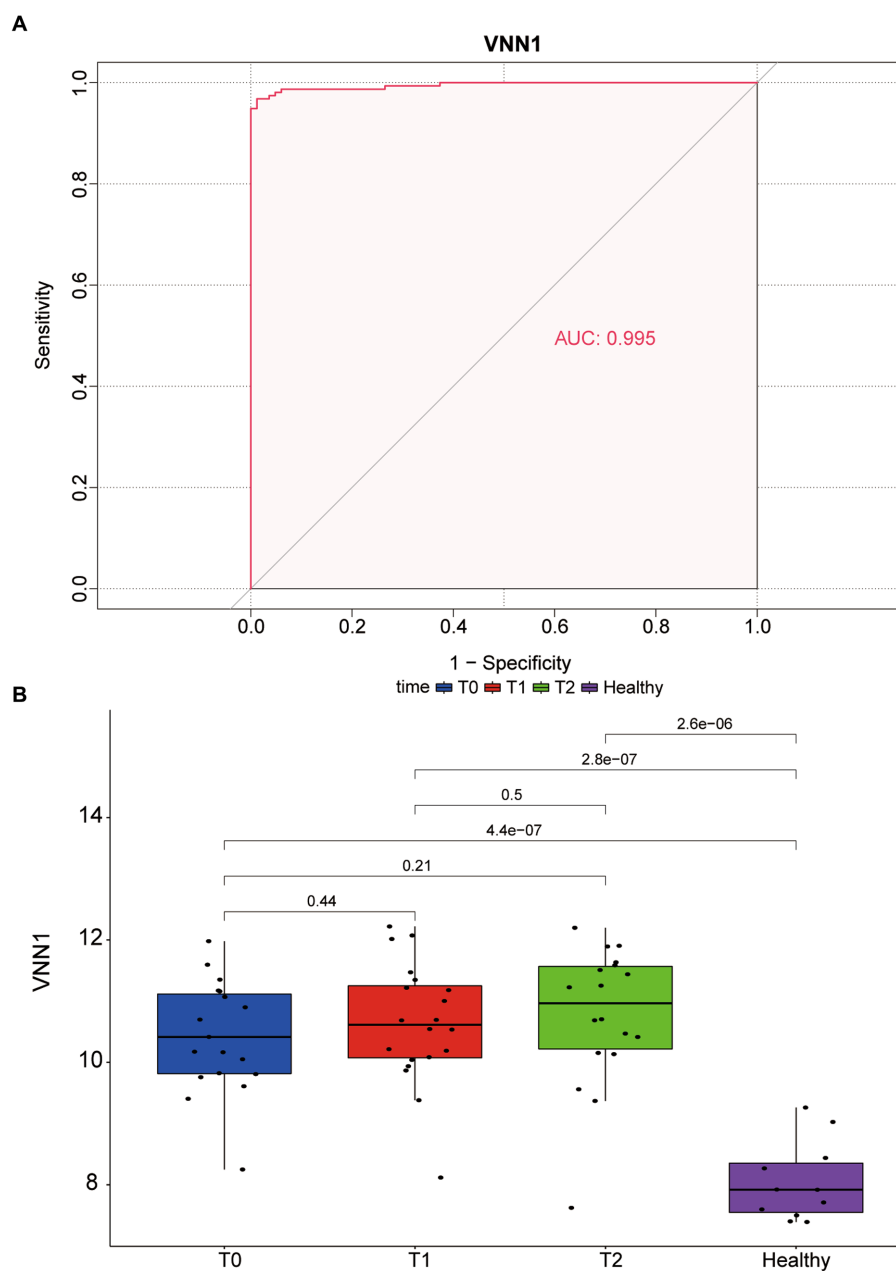 A
VNN1
1.0
0.8
0.6
0.4
0.2
0.0
Sensitivity
AUC: 0.995
0.0 0.2 0.4 0.6 0.8 1.0
1 − Specificity
B
time T0 T1 T2 Healthy
2.6e−06
2.8e−07
0.5
4.4e−07
0.21
0.44
14
12
10
8
VNN1
T0 T1 T2 Healthy